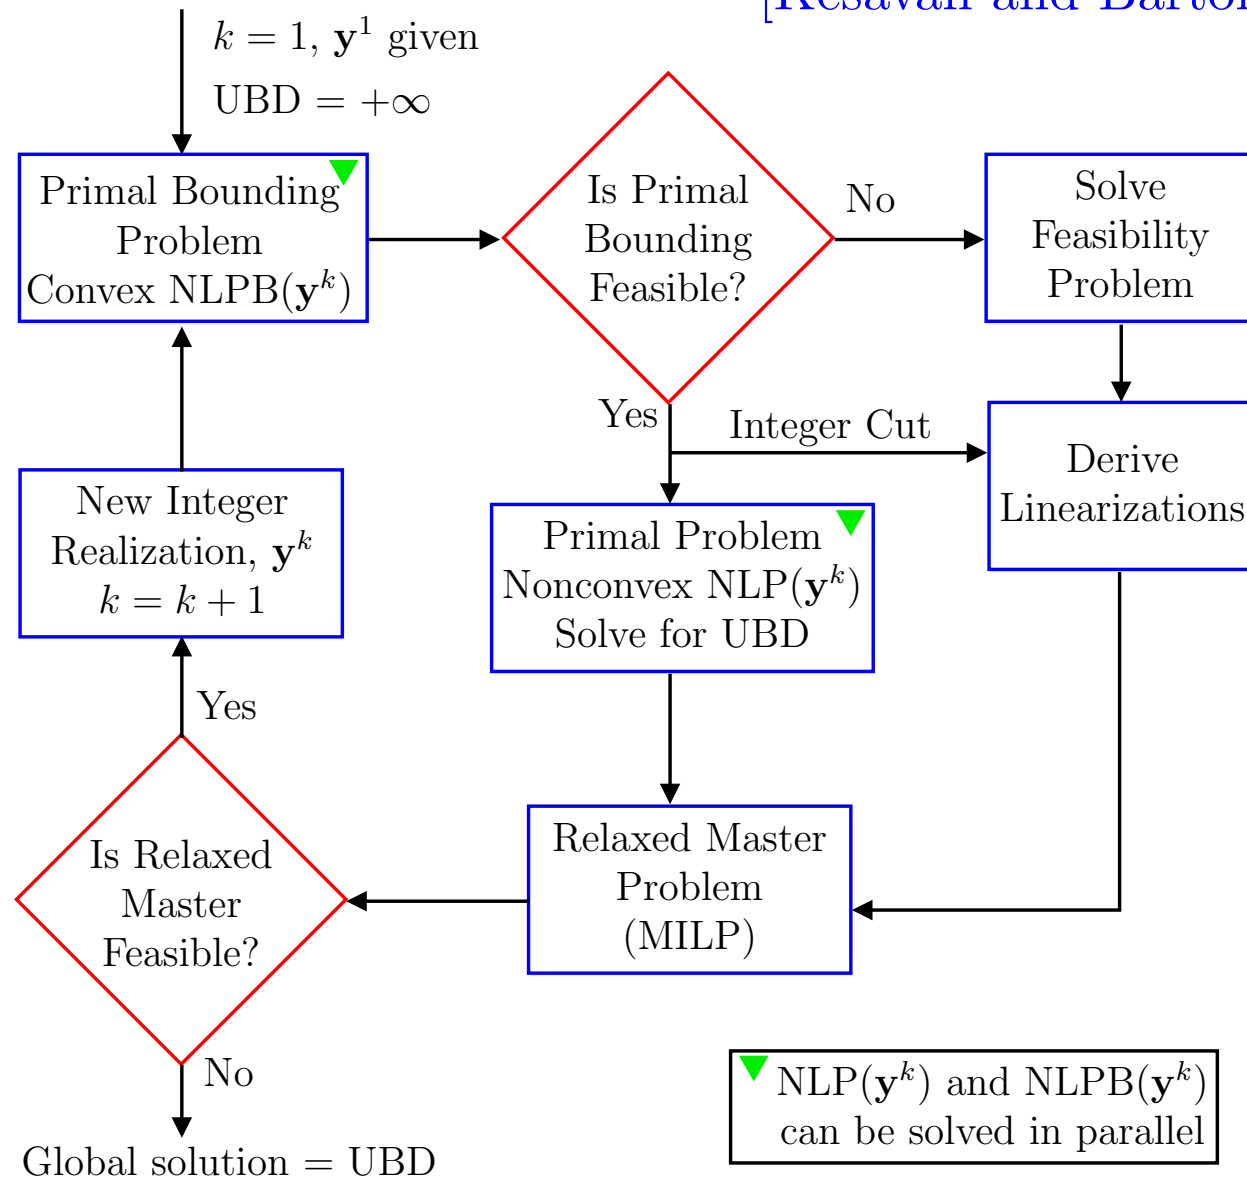 [Kesavan and Barton
k = 1, y¹ given
UBD = +∞
Primal Bounding
Problem
Convex NLPB(yᵏ)
Is Primal
Bounding
Feasible?
No
Solve
Feasibility
Problem
Yes
Integer Cut
Derive
Linearizations
New Integer
Realization, yᵏ
k = k + 1
Primal Problem
Nonconvex NLP(yᵏ)
Solve for UBD
Yes
Is Relaxed
Master
Feasible?
Relaxed Master
Problem
(MILP)
No
Global solution = UBD
NLP(yᵏ) and NLPB(yᵏ)
can be solved in parallel